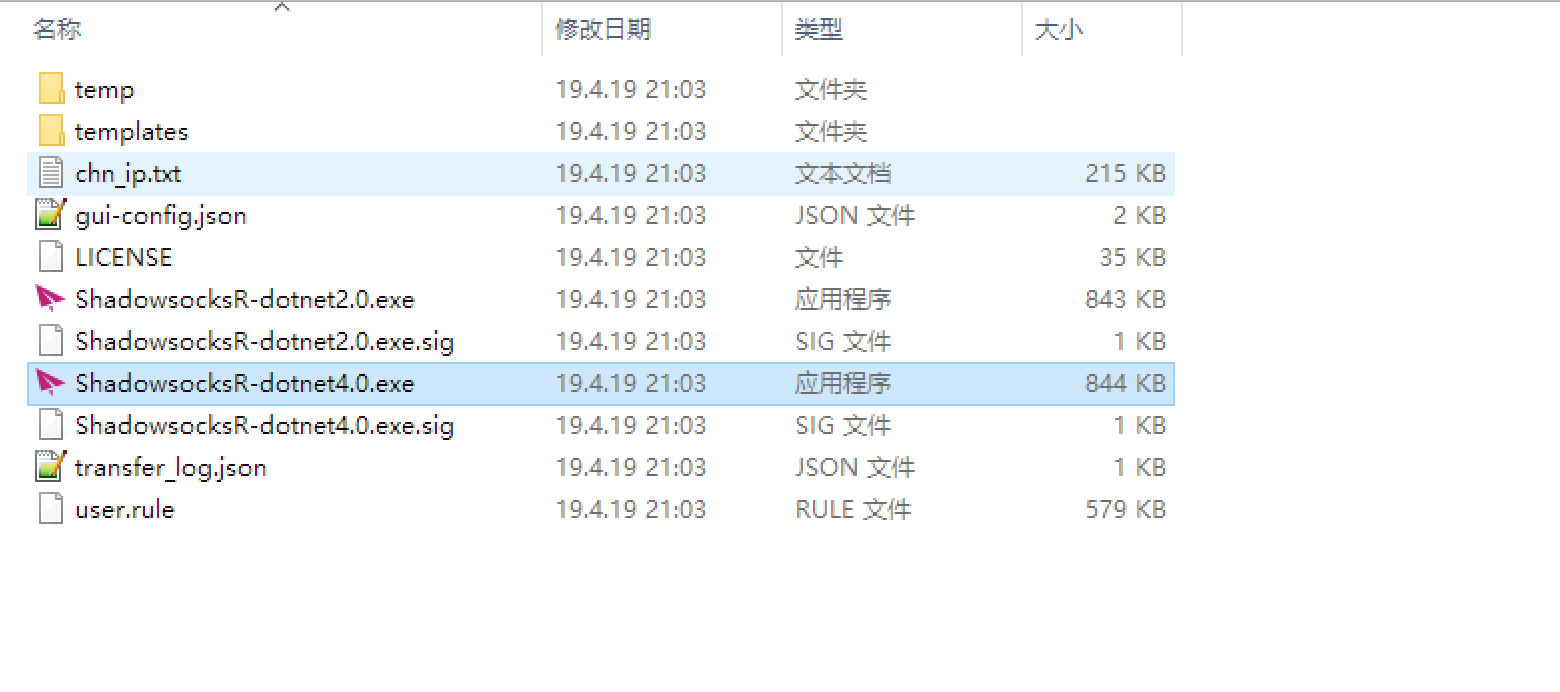 名称 修改日期 类型 大小
temp 19.4.19 21:03 文件夹
templates 19.4.19 21:03 文件夹
chn_ip.txt 19.4.19 21:03 文本文档 215 KB
gui-config.json 19.4.19 21:03 JSON 文件 2 KB
LICENSE 19.4.19 21:03 文件 35 KB
ShadowsocksR-dotnet2.0.exe 19.4.19 21:03 应用程序 843 KB
ShadowsocksR-dotnet2.0.exe.sig 19.4.19 21:03 SIG 文件 1 KB
ShadowsocksR-dotnet4.0.exe 19.4.19 21:03 应用程序 844 KB
ShadowsocksR-dotnet4.0.exe.sig 19.4.19 21:03 SIG 文件 1 KB
transfer_log.json 19.4.19 21:03 JSON 文件 1 KB
user.rule 19.4.19 21:03 RULE 文件 579 KB